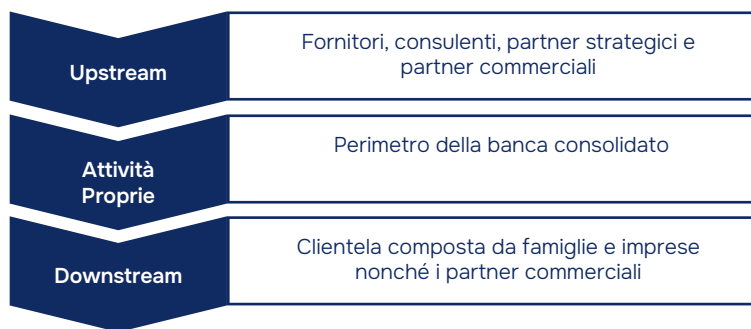 Upstream
Fornitori, consulenti, partner strategici e
partner commerciali
Attività
Proprie
Perimetro della banca consolidato
Downstream
Clientela composta da famiglie e imprese
nonché i partner commerciali